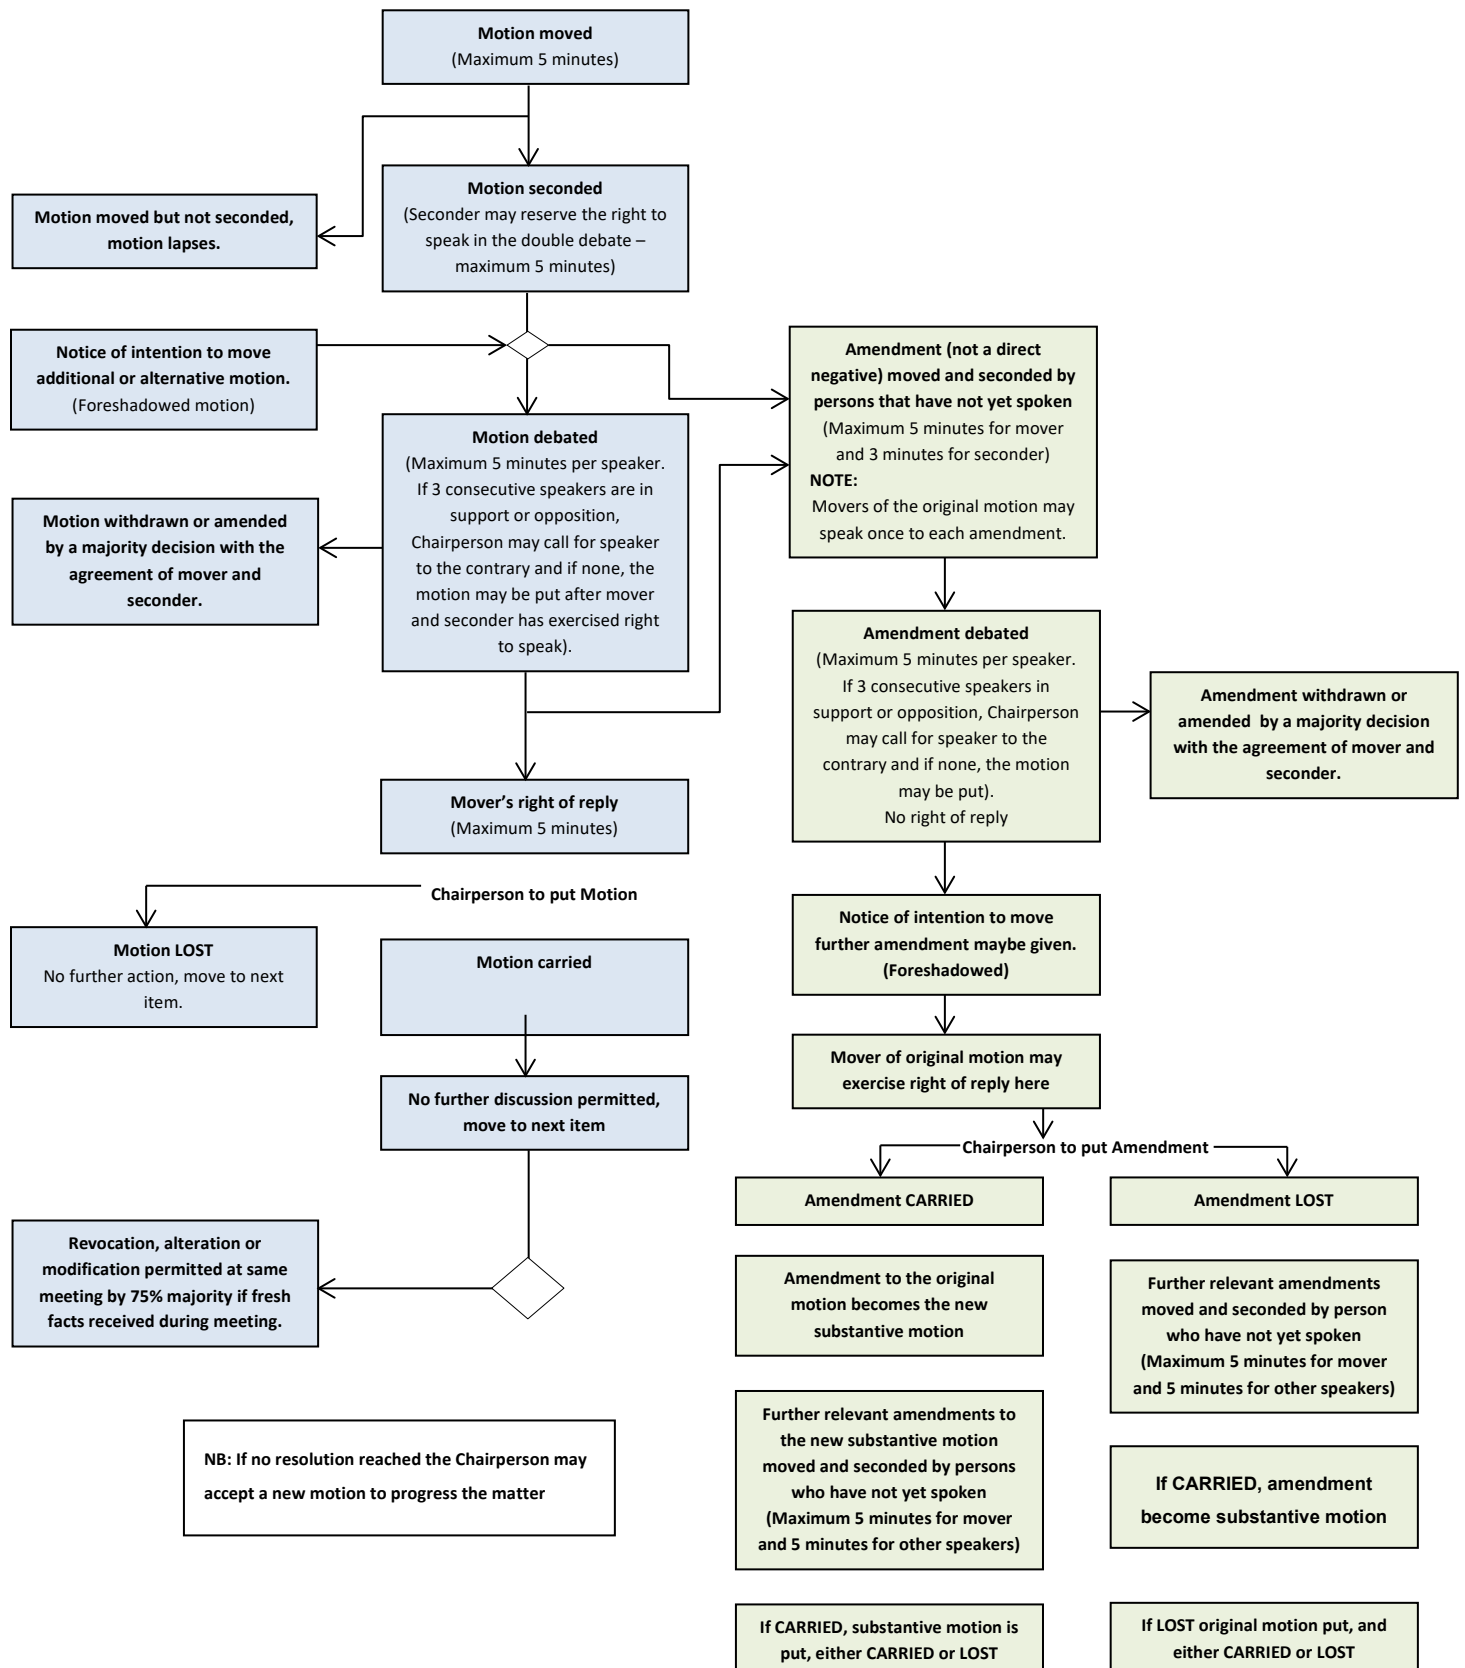 Motion moved
(Maximum 5 minutes)
Motion seconded
(Seconder may reserve the right to
speak in the double debate –
maximum 5 minutes)
Motion moved but not seconded,
motion lapses.
Notice of intention to move
additional or alternative motion.
(Foreshadowed motion)
Motion debated
(Maximum 5 minutes per speaker.
If 3 consecutive speakers are in
support or opposition,
Chairperson may call for speaker
to the contrary and if none, the
motion may be put after mover
and seconder has exercised right
to speak).
Motion withdrawn or amended
by a majority decision with the
agreement of mover and
seconder.
Mover’s right of reply
(Maximum 5 minutes)
Chairperson to put Motion
Motion LOST
No further action, move to next
item.
Motion carried
No further discussion permitted,
move to next item
Revocation, alteration or
modification permitted at same
meeting by 75% majority if fresh
facts received during meeting.
NB: If no resolution reached the Chairperson may
accept a new motion to progress the matter
Amendment (not a direct
negative) moved and seconded by
persons that have not yet spoken
(Maximum 5 minutes for mover
and 3 minutes for seconder)
NOTE:
Movers of the original motion may
speak once to each amendment.
Amendment debated
(Maximum 5 minutes per speaker.
If 3 consecutive speakers in
support or opposition, Chairperson
may call for speaker to the
contrary and if none, the motion
may be put).
No right of reply
Amendment withdrawn or
amended by a majority decision
with the agreement of mover and
seconder.
Notice of intention to move
further amendment maybe given.
(Foreshadowed)
Mover of original motion may
exercise right of reply here
Chairperson to put Amendment
Amendment CARRIED
Amendment to the original
motion becomes the new
substantive motion
Further relevant amendments to
the new substantive motion
moved and seconded by persons
who have not yet spoken
(Maximum 5 minutes for mover
and 5 minutes for other speakers)
If CARRIED, substantive motion is
put, either CARRIED or LOST
Amendment LOST
Further relevant amendments
moved and seconded by person
who have not yet spoken
(Maximum 5 minutes for mover
and 5 minutes for other speakers)
If CARRIED, amendment
become substantive motion
If LOST original motion put, and
either CARRIED or LOST